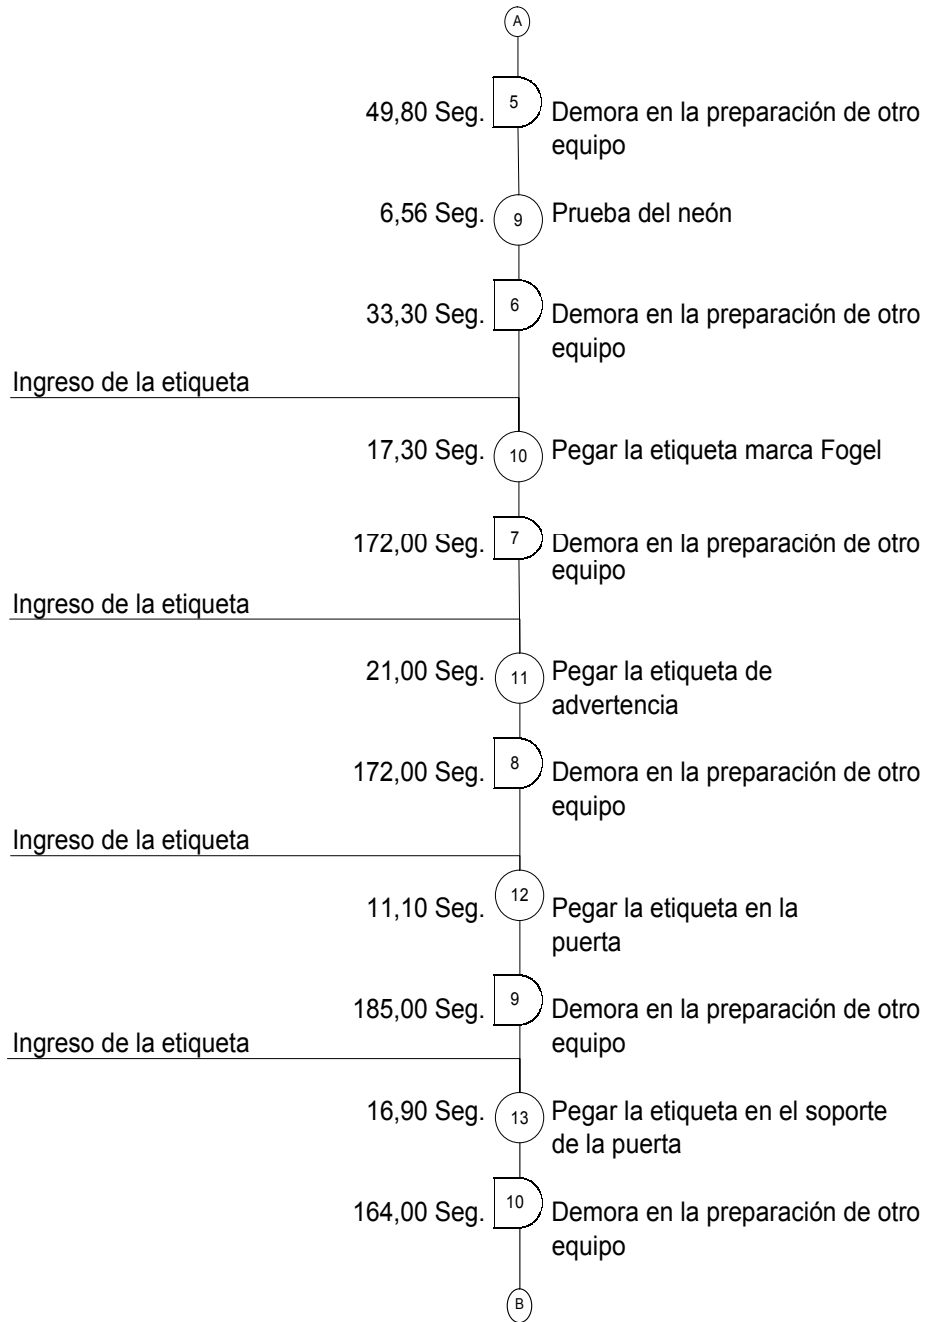 A
49,80 Seg. 5 Demora en la preparación de otro
equipo
6,56 Seg. 9 Prueba del neón
33,30 Seg. 6 Demora en la preparación de otro
equipo
Ingreso de la etiqueta
17,30 Seg. 10 Pegar la etiqueta marca Fogel
172,00 Seg. 7 Demora en la preparación de otro
equipo
Ingreso de la etiqueta
21,00 Seg. 11 Pegar la etiqueta de
advertencia
172,00 Seg. 8 Demora en la preparación de otro
equipo
Ingreso de la etiqueta
11,10 Seg. 12 Pegar la etiqueta en la
puerta
185,00 Seg. 9 Demora en la preparación de otro
equipo
Ingreso de la etiqueta
16,90 Seg. 13 Pegar la etiqueta en el soporte
de la puerta
164,00 Seg. 10 Demora en la preparación de otro
equipo
B